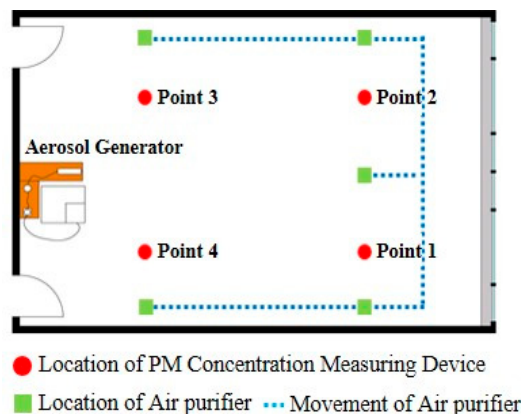 Point 3
Point 2
Aerosol Generator
Point 4
Point 1
Location of PM Concentration Measuring Device
Location of Air purifier
Movement of Air purifier